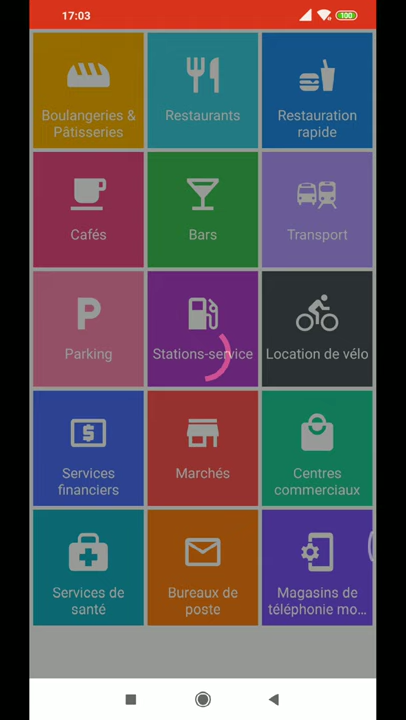 17:03
100
Boulangeries &
Pâtisseries
Restaurants
Restauration
rapide
Cafés
Bars
Transport
P
Parking
Stations-service
Location de vélo
$
Services
financiers
Marchés
Centres
commerciaux
Services de
santé
Bureaux de
poste
Magasins de
téléphonie mo...